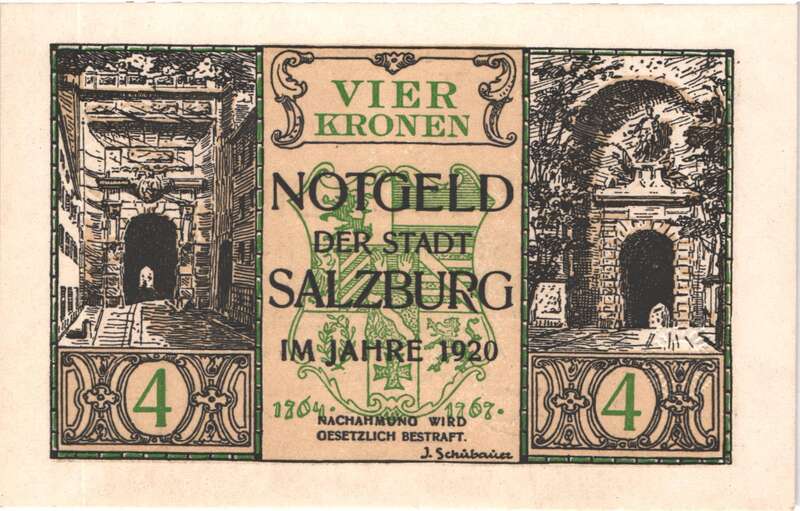 VIER
KRONEN
NOTGELD
DER STADT
SALZBURG
IM JAHRE 1920
1764. 1767.
NACHAHMUNG WIRD
GESETZLICH BESTRAFT.
J. Schubauer
4
4